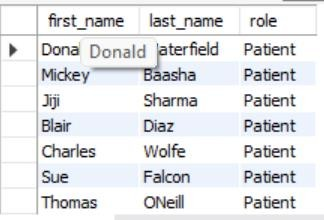 first_name last_name role
Dona Donald aterfield Patient
Mickey Baasha Patient
Jiji Sharma Patient
Blair Diaz Patient
Charles Wolfe Patient
Sue Falcon Patient
Thomas ONeill Patient